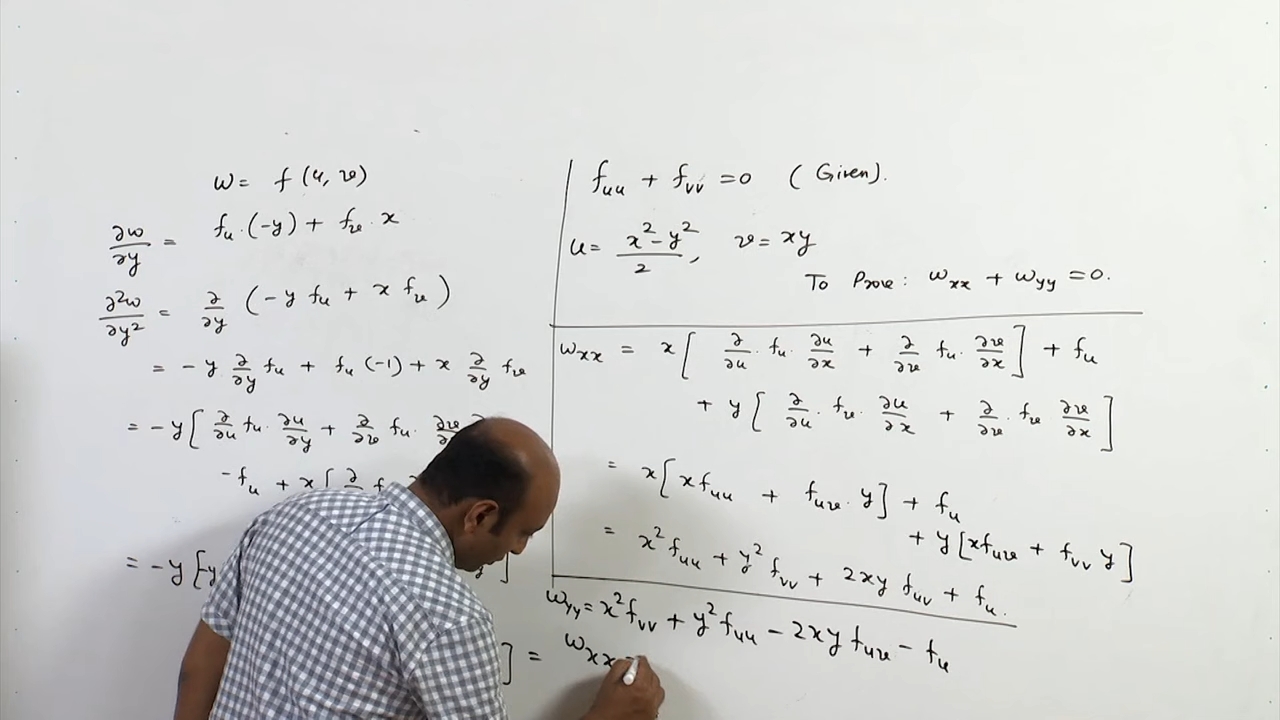 w = f(u, v)
∂w/∂y = f_u · (-y) + f_v · x
∂²w/∂y² = ∂/∂y (-y f_u + x f_v)
= -y ∂/∂y f_u + f_u (-1) + x ∂/∂y f_v
= -y [ ∂/∂u f_u · ∂u/∂y + ∂/∂v f_u · ∂v/
- f_u + x [ ∂/
= -y [-y ]
] =
f_uu + f_vv = 0 (Given).
u = (x² - y²)/2, v = xy
To Prove: w_xx + w_yy = 0.
w_xx = x [ ∂/∂u · f_u · ∂u/∂x + ∂/∂v f_u · ∂v/∂x ] + f_u
+ y [ ∂/∂u · f_v · ∂u/∂x + ∂/∂v · f_v ∂v/∂x ]
= x [ x f_uu + f_uv · y ] + f_u
+ y [ x f_uv + f_vv y ]
= x² f_uu + y² f_vv + 2xy f_uv + f_u.
w_yy = x² f_vv + y² f_uu - 2xy f_uv - f_u
w_xx